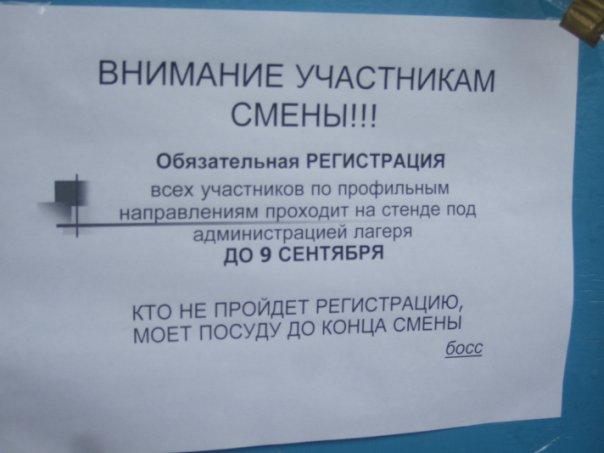 ВНИМАНИЕ УЧАСТНИКАМ
СМЕНЫ!!!
Обязательная РЕГИСТРАЦИЯ
всех участников по профильным
направлениям проходит на стенде под
администрацией лагеря
ДО 9 СЕНТЯБРЯ
КТО НЕ ПРОЙДЕТ РЕГИСТРАЦИЮ,
МОЕТ ПОСУДУ ДО КОНЦА СМЕНЫ
босс